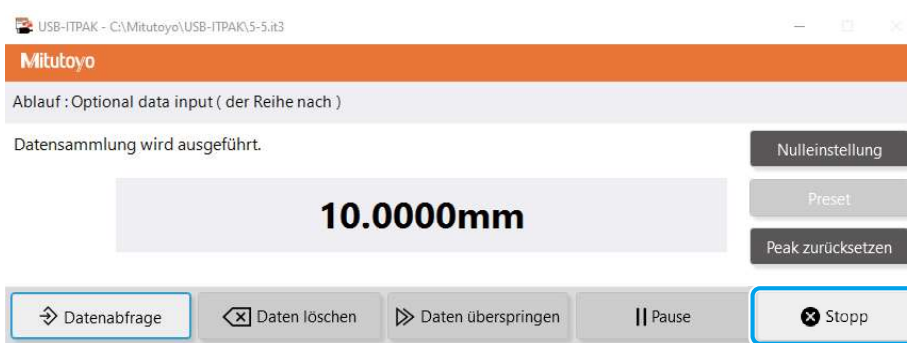 USB-ITPAK - C:\Mitutoyo\USB-ITPAK\5-5.it3
Mitutoyo
Ablauf : Optional data input ( der Reihe nach )
Datensammlung wird ausgeführt.
Nulleinstellung
10.0000mm
Preset
Peak zurücksetzen
Datenabfrage
Daten löschen
Daten überspringen
Pause
Stopp